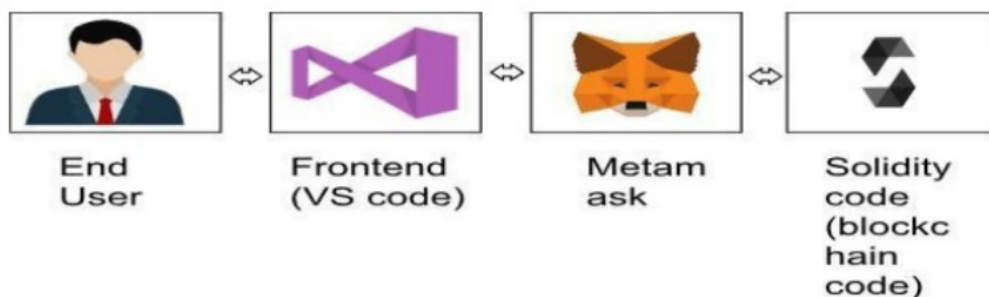 End
User
Frontend
(VS code)
Metam
ask
Solidity
code
(blockc
hain
code)